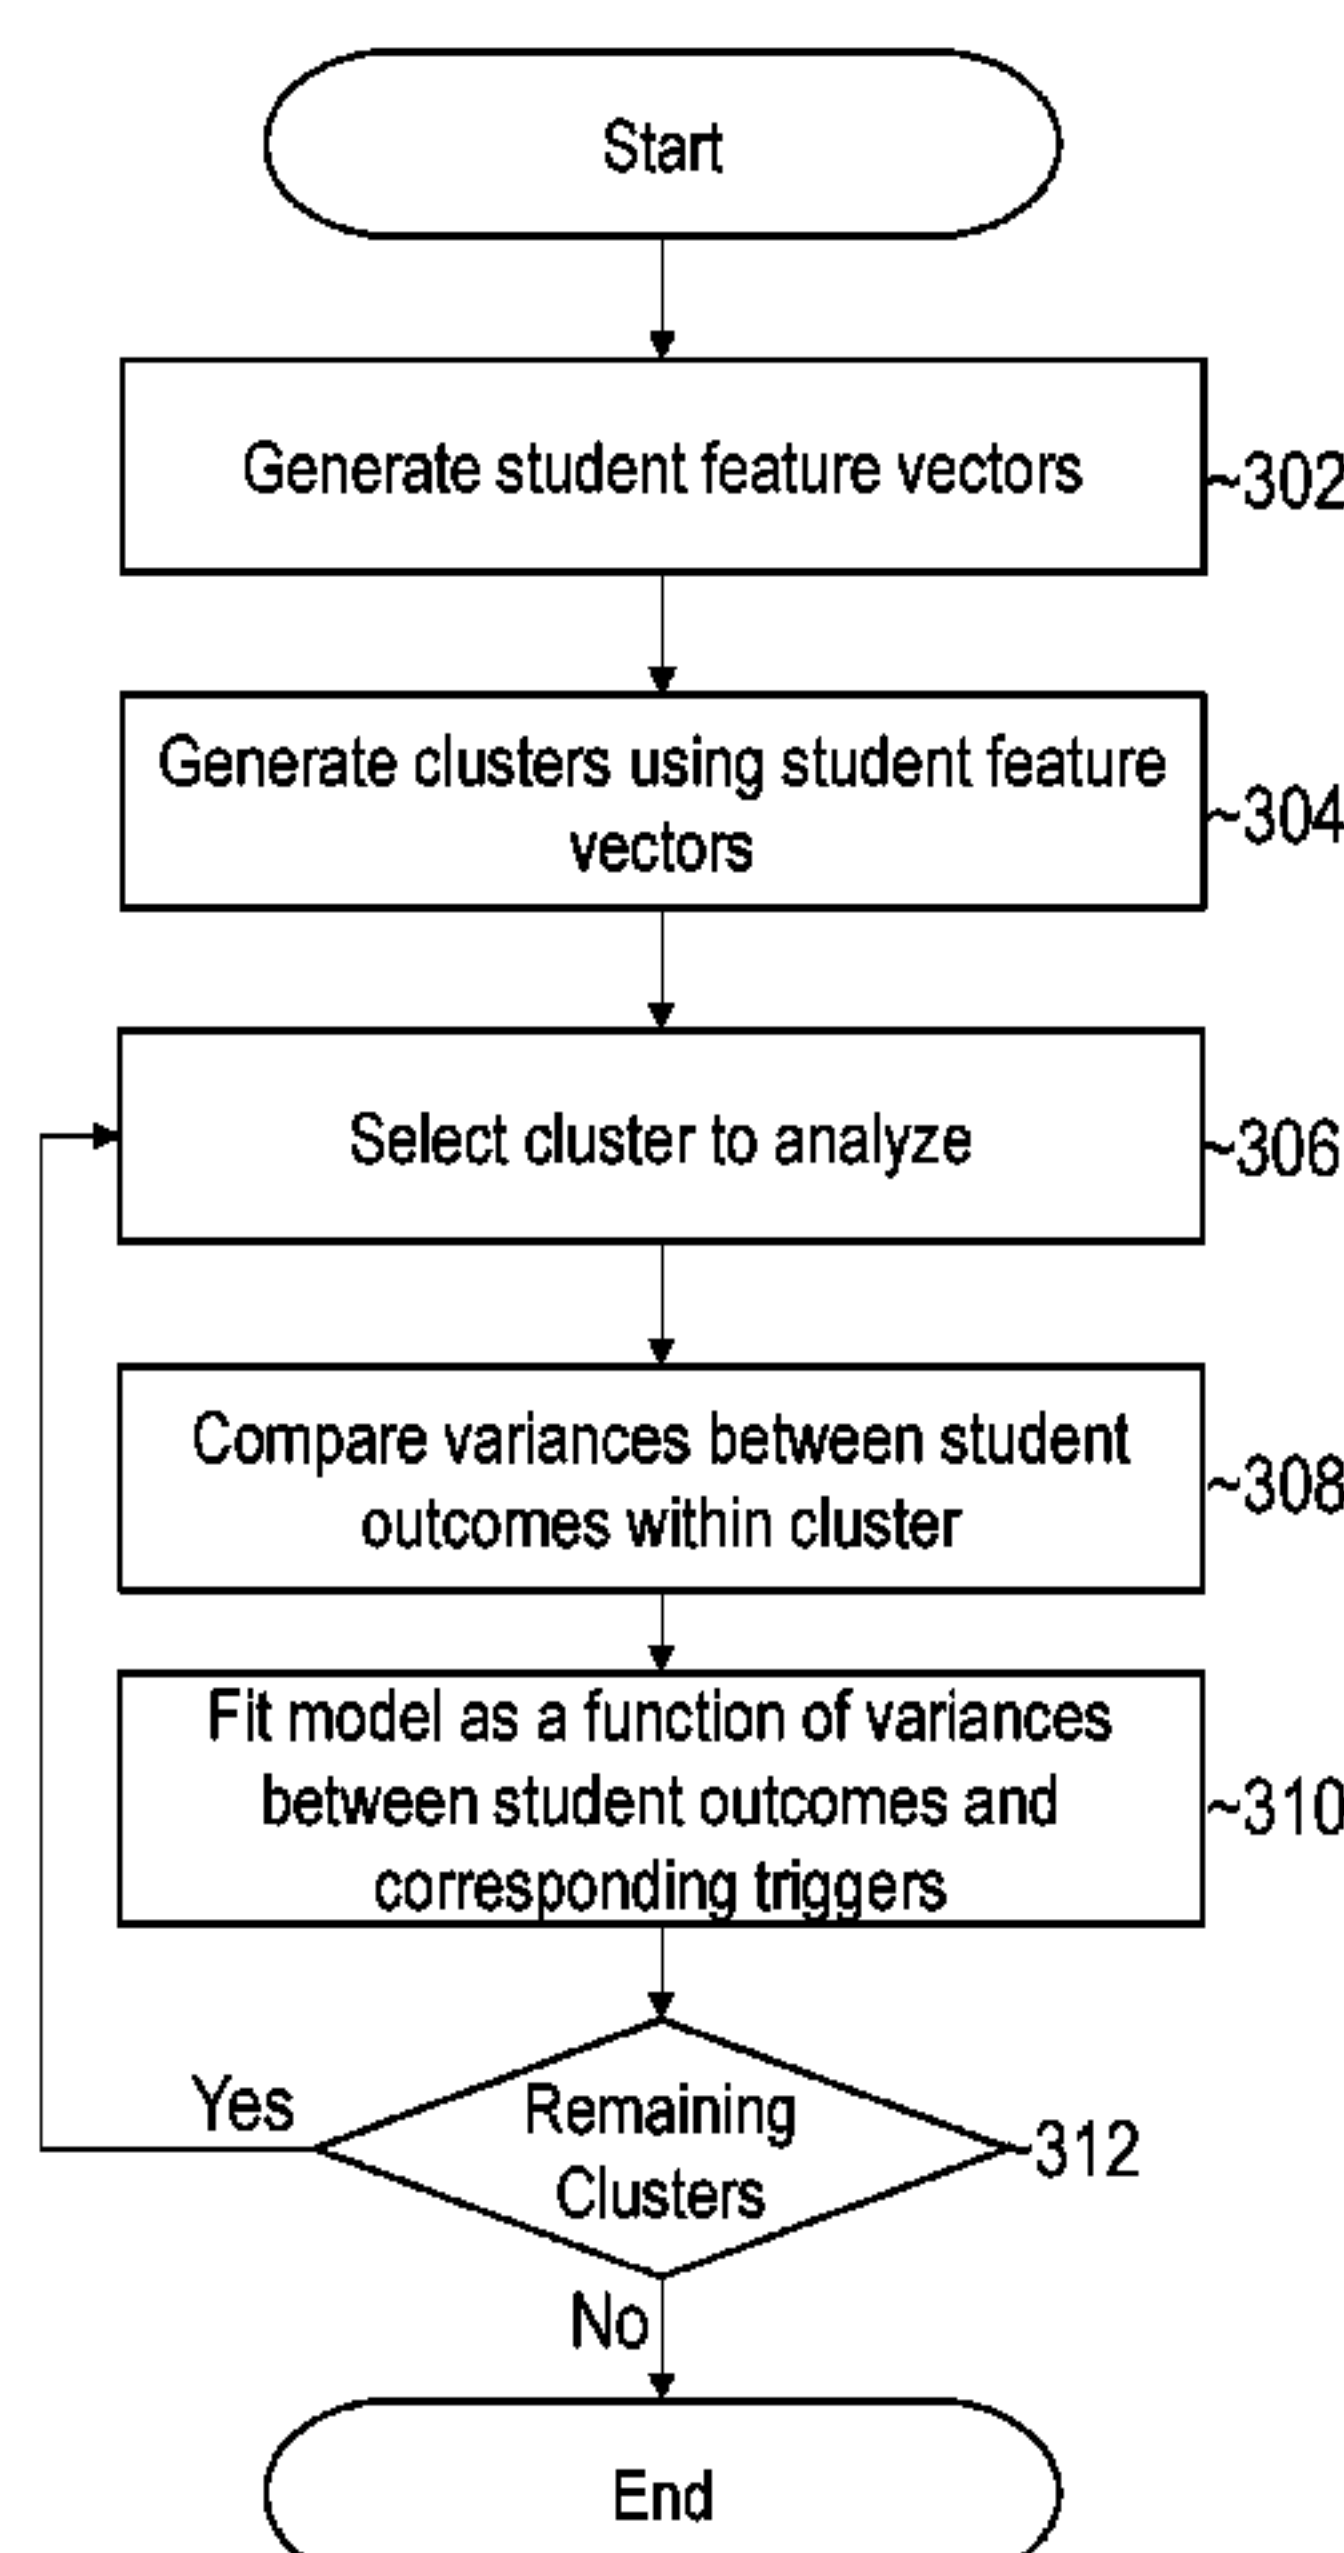 Start
Generate student feature vectors
~302
Generate clusters using student feature
vectors
~304
Select cluster to analyze
~306
Compare variances between student
outcomes within cluster
~308
Fit model as a function of variances
between student outcomes and
corresponding triggers
~310
Yes
Remaining
Clusters
~312
No
End